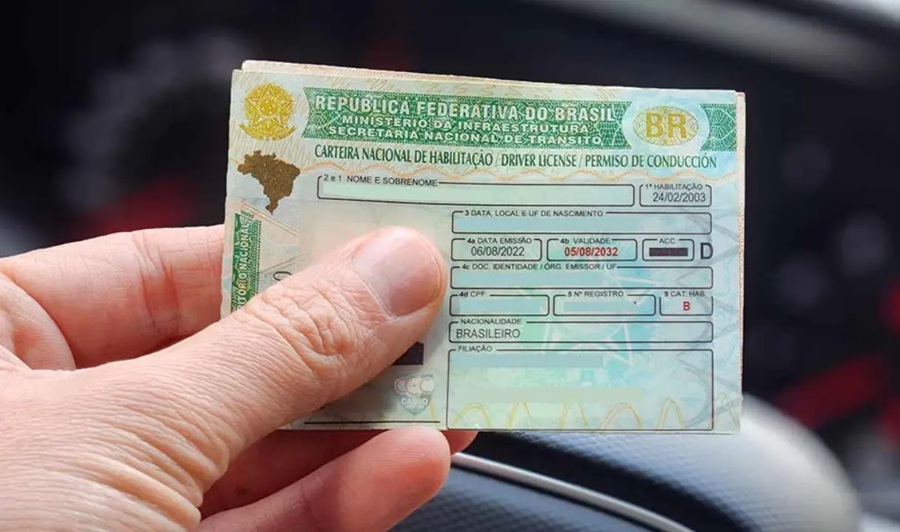 REPÚBLICA FEDERATIVA DO BRASIL
MINISTÉRIO DA INFRAESTRUTURA
SECRETARIA NACIONAL DE TRÂNSITO
BR
CARTEIRA NACIONAL DE HABILITAÇÃO / DRIVER LICENSE / PERMISO DE CONDUCCIÓN
2 e 1 NOME E SOBRENOME
1ª HABILITAÇÃO
24/02/2003
3 DATA, LOCAL E UF DE NASCIMENTO
4a DATA EMISSÃO
06/08/2022
4b VALIDADE
05/08/2032
ACC
D
4c DOC. IDENTIDADE / ÓRG. EMISSOR / UF
4d CPF
5 Nº REGISTRO
9 CAT. HAB.
B
NACIONALIDADE
BRASILEIRO
FILIAÇÃO
NACIONAL